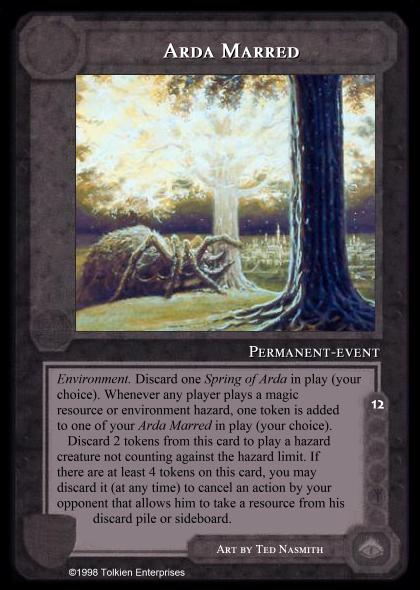 Arda Marred
Permanent-event
Environment. Discard one Spring of Arda in play (your
choice). Whenever any player plays a magic
resource or environment hazard, one token is added
to one of your Arda Marred in play (your choice).
Discard 2 tokens from this card to play a hazard
creature not counting against the hazard limit. If
there are at least 4 tokens on this card, you may
discard it (at any time) to cancel an action by your
opponent that allows him to take a resource from his
discard pile or sideboard.
12
Art by Ted Nasmith
©1998 Tolkien Enterprises